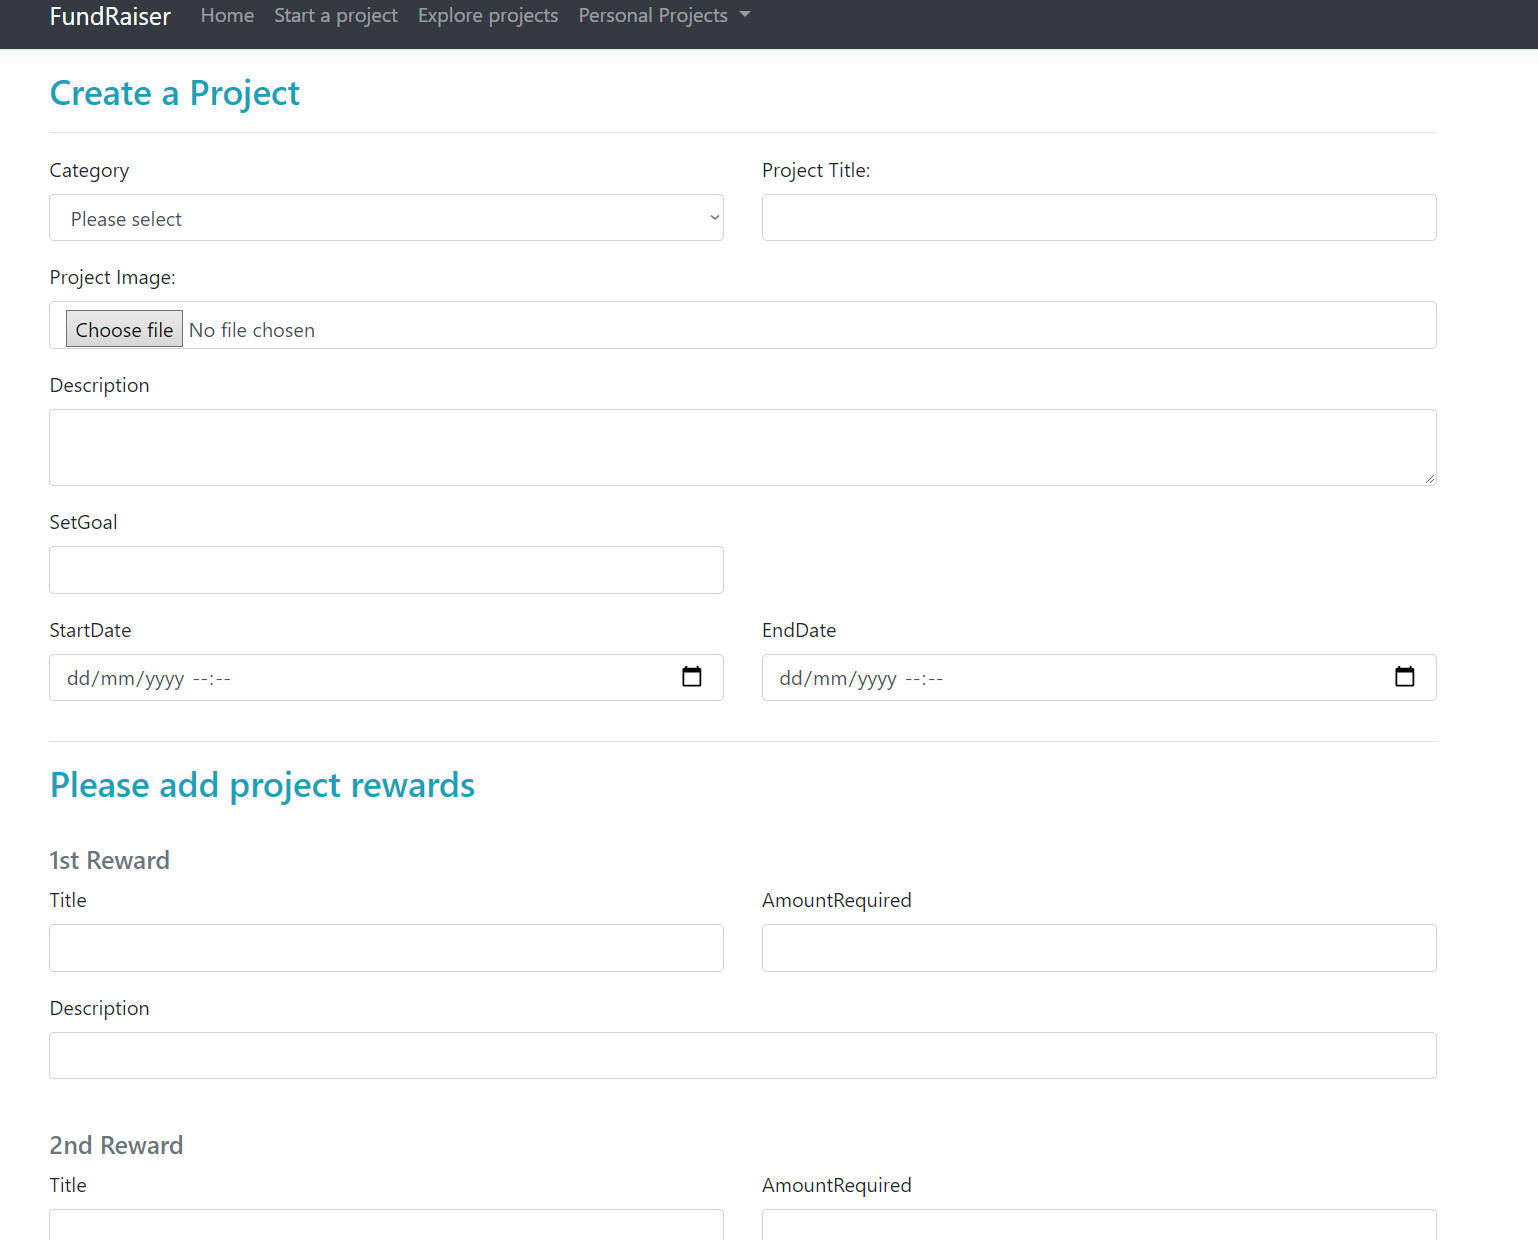 FundRaiser Home Start a project Explore projects Personal Projects
Create a Project
Category Project Title:
Please select
Project Image:
Choose file No file chosen
Description
SetGoal
StartDate EndDate
dd/mm/yyyy --:-- dd/mm/yyyy --:--
Please add project rewards
1st Reward
Title AmountRequired
Description
2nd Reward
Title AmountRequired